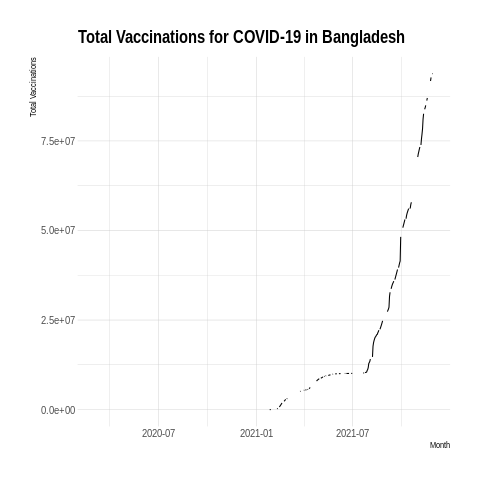 Total Vaccinations for COVID-19 in Bangladesh
Total Vaccinations
7.5e+07
5.0e+07
2.5e+07
0.0e+00
2020-07
2021-01
2021-07
Month